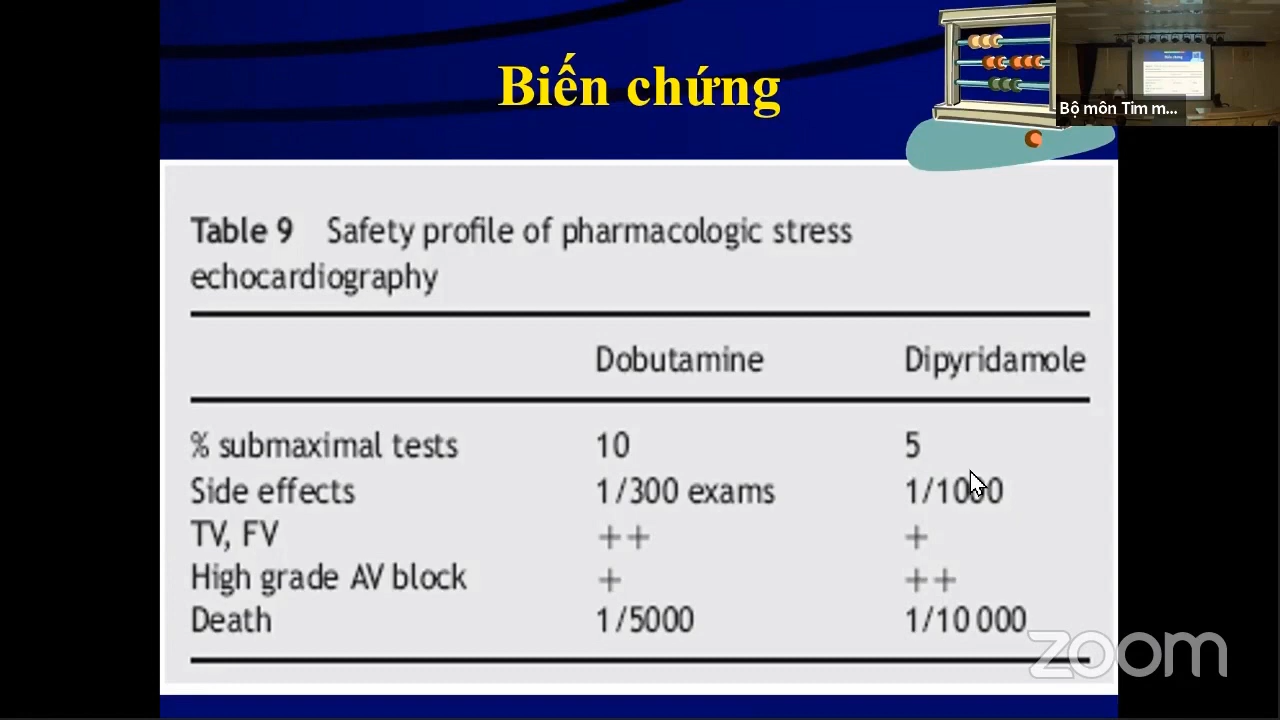 Biến chứng
Bộ môn Tim m...
Table 9 Safety profile of pharmacologic stress
echocardiography
Dobutamine Dipyridamole
% submaximal tests 10 5
Side effects 1/300 exams 1/1000
TV, FV ++ +
High grade AV block + ++
Death 1/5000 1/10 000
zoom